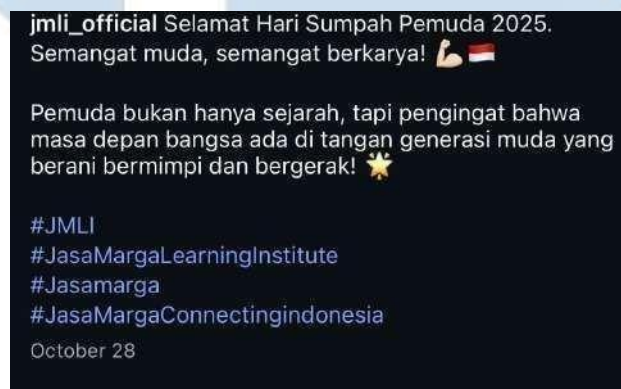 jmli_official Selamat Hari Sumpah Pemuda 2025.
Semangat muda, semangat berkarya! 💪🏻🇮🇩
Pemuda bukan hanya sejarah, tapi pengingat bahwa
masa depan bangsa ada di tangan generasi muda yang
berani bermimpi dan bergerak! 🌟
#JMLI
#JasaMargaLearningInstitute
#Jasamarga
#JasaMargaConnectingindonesia
October 28